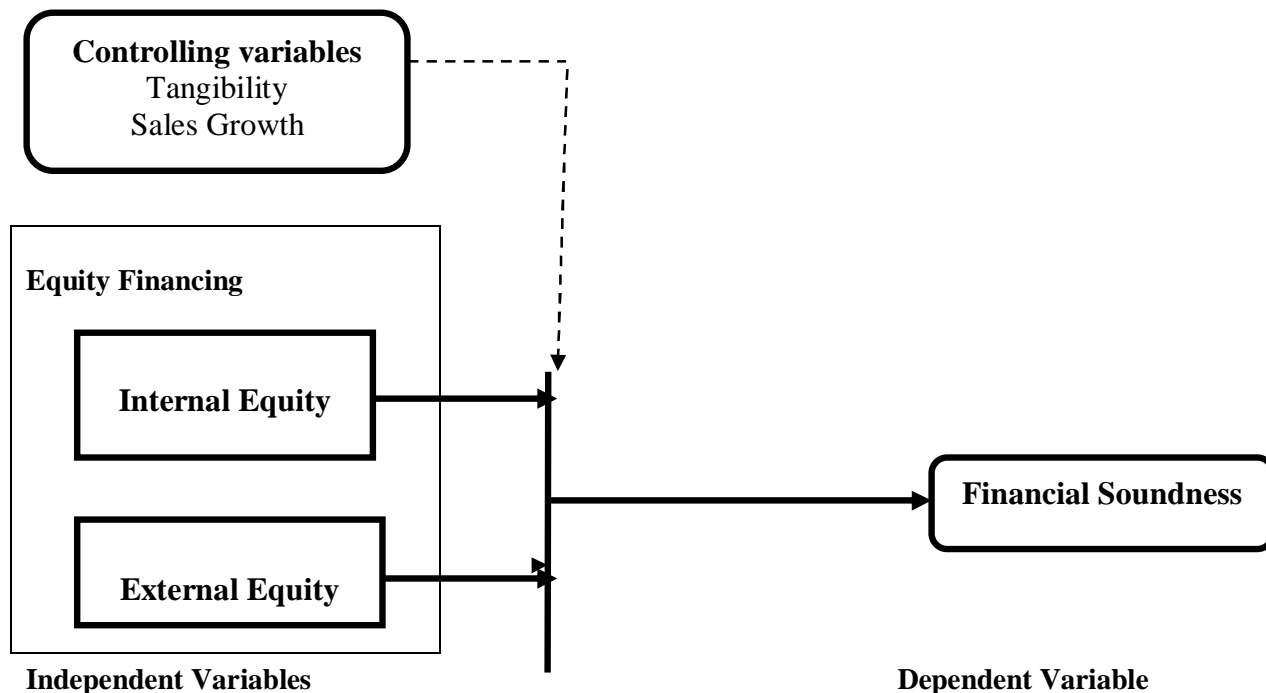 Controlling variables
Tangibility
Sales Growth
Equity Financing
Internal Equity
Financial Soundness
External Equity
Independent Variables
Dependent Variable